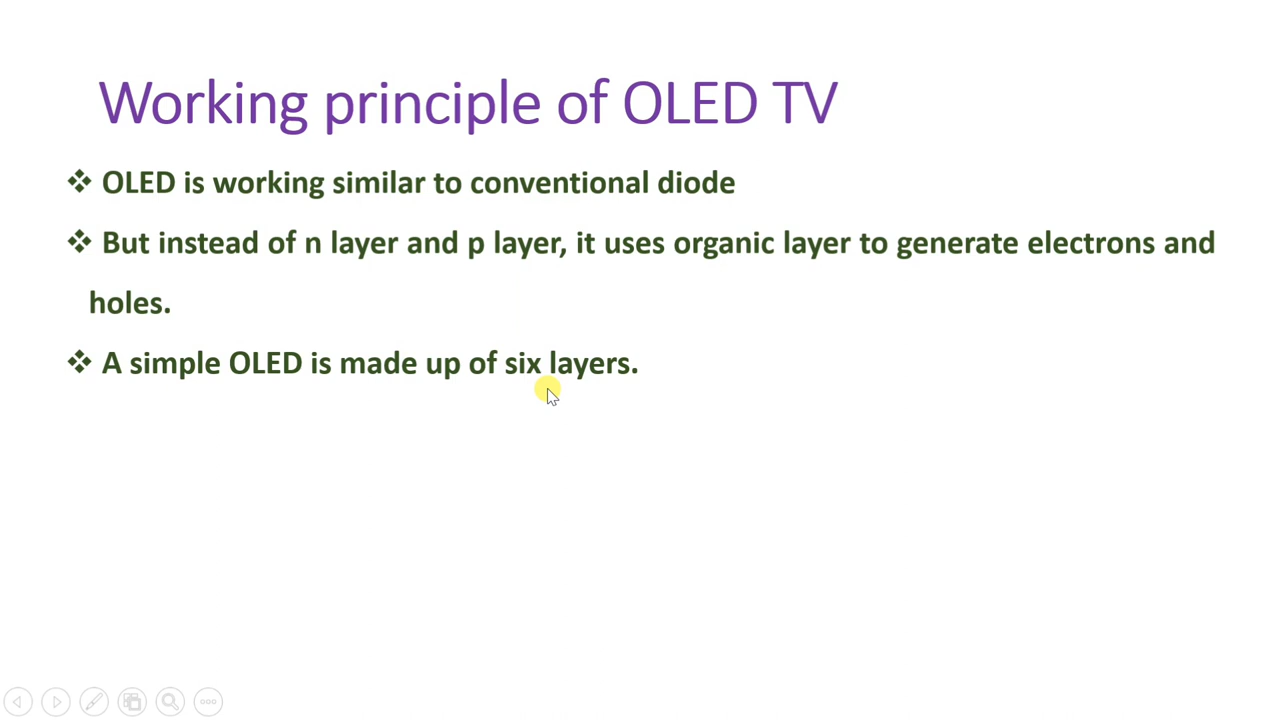 Working principle of OLED TV
❖ OLED is working similar to conventional diode
❖ But instead of n layer and p layer, it uses organic layer to generate electrons and
holes.
❖ A simple OLED is made up of six layers.